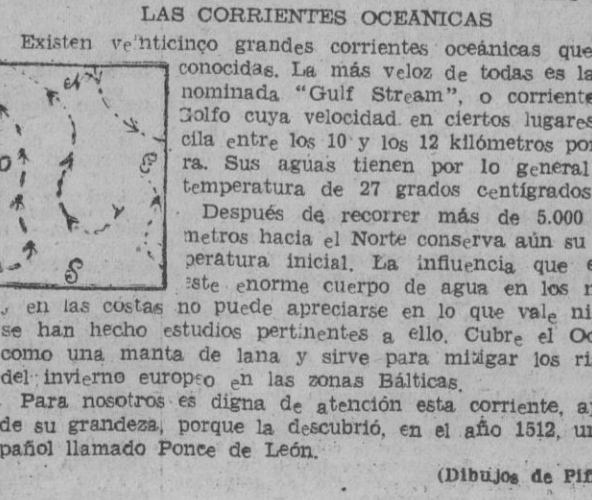 LAS CORRIENTES OCEANICAS
Existen veinticinco grandes corrientes oceánicas que
conocidas. La más veloz de todas es la
nominada "Gulf Stream", o corriente
Golfo cuya velocidad en ciertos lugares
cila entre los 10 y los 12 kilómetros por
ra. Sus aguas tienen por lo general
temperatura de 27 grados centígrados
Después de recorrer más de 5.000
metros hacia el Norte conserva aún su
peratura inicial. La influencia que e
este enorme cuerpo de agua en los
en las costas no puede apreciarse en lo que vale ni
se han hecho estudios pertinentes a ello. Cubre el Oc
como una manta de lana y sirve para mitigar los ri
del invierno europeo en las zonas Bálticas.
Para nosotros es digna de atención esta corriente, a
de su grandeza, porque la descubrió, en el año 1512, un
pañol llamado Ponce de León.
(Dibujos de Pif
N
O
E
S